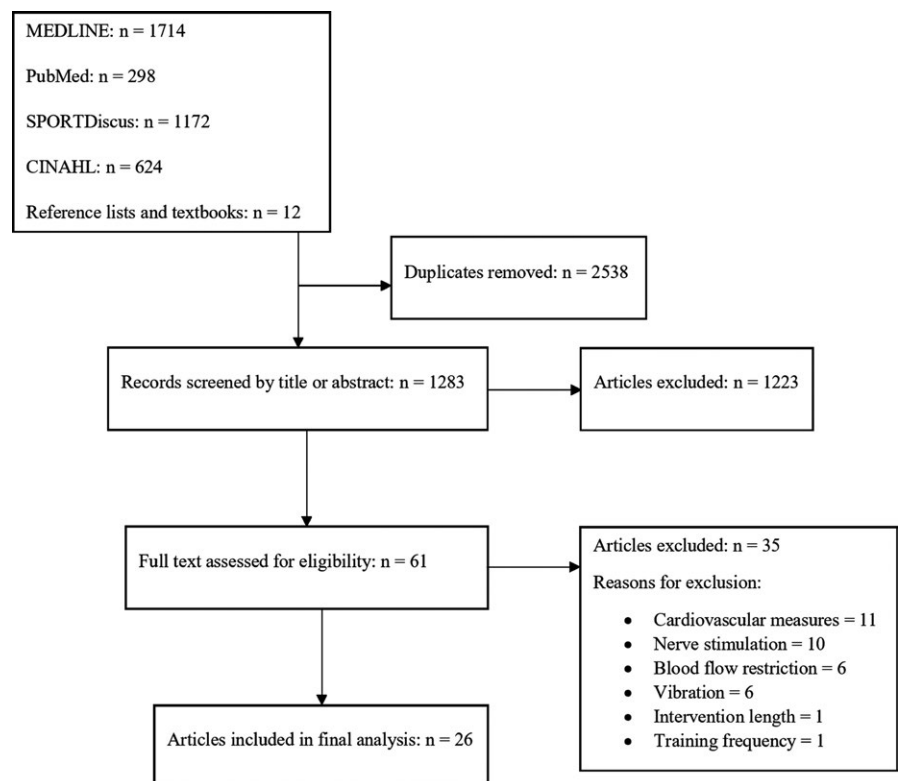 MEDLINE: n = 1714
PubMed: n = 298
SPORTDiscus: n = 1172
CINAHL: n = 624
Reference lists and textbooks: n = 12
Duplicates removed: n = 2538
Records screened by title or abstract: n = 1283
Articles excluded: n = 1223
Full text assessed for eligibility: n = 61
Articles excluded: n = 35
Reasons for exclusion:
• Cardiovascular measures = 11
• Nerve stimulation = 10
• Blood flow restriction = 6
• Vibration = 6
• Intervention length = 1
• Training frequency = 1
Articles included in final analysis: n = 26